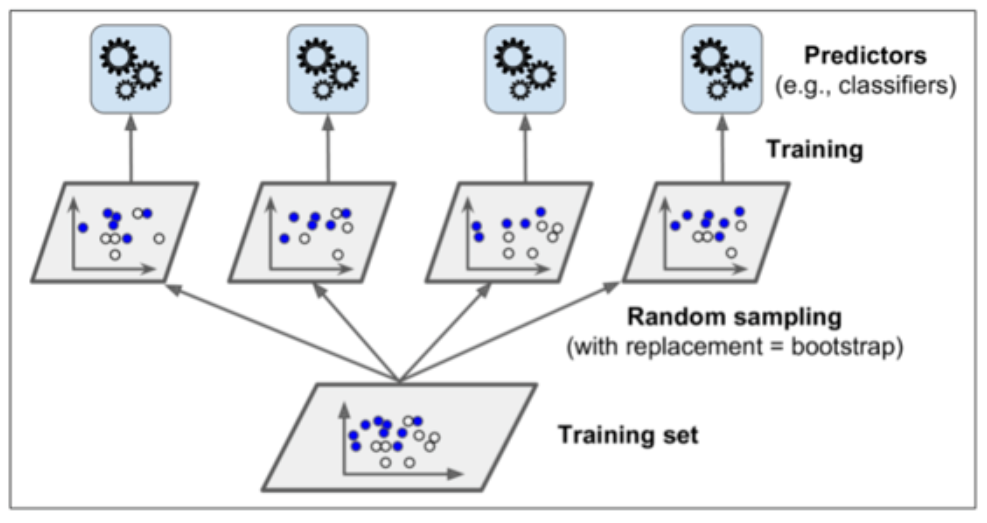 Predictors
(e.g., classifiers)
Training
Random sampling
(with replacement = bootstrap)
Training set